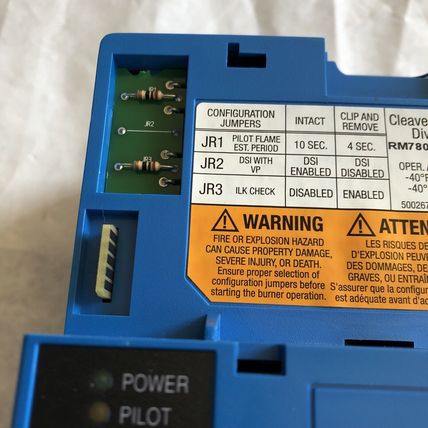 JR2
JR3
CONFIGURATION JUMPERS INTACT CLIP AND REMOVE
JR1 PILOT FLAME EST. PERIOD 10 SEC. 4 SEC.
JR2 DSI WITH VP DSI ENABLED DSI DISABLED
JR3 ILK CHECK DISABLED ENABLED
Cleave
Div
RM780
OPER. A
-40°F
-40°
500267
WARNING
FIRE OR EXPLOSION HAZARD
CAN CAUSE PROPERTY DAMAGE,
SEVERE INJURY, OR DEATH.
Ensure proper selection of
configuration jumpers before
starting the burner operation.
ATTEN
LES RISQUES DE
D'EXPLOSION PEUVE
DES DOMMAGES, DE
GRAVES, OU ENTRAÎN
S'assurer que la configura
est adéquate avant d'ac
POWER
PILOT